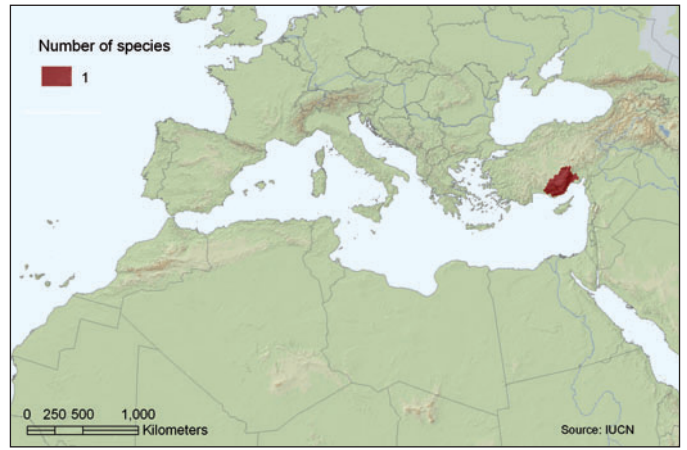 Number of species
1
0 250 500 1,000
Kilometers
Source: IUCN